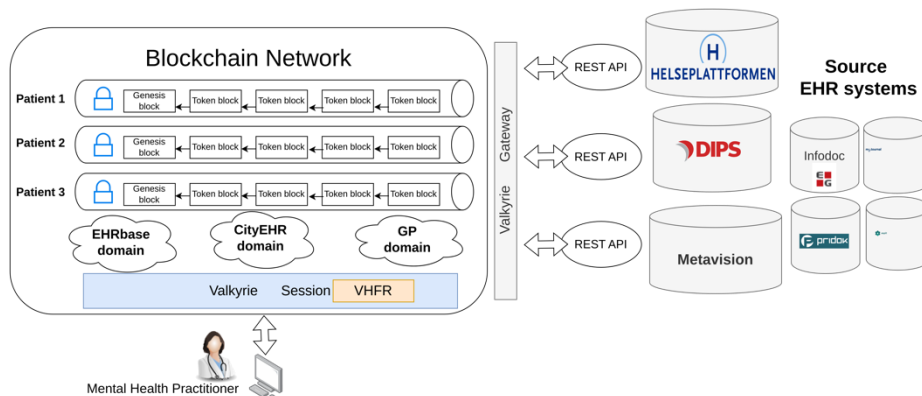 Blockchain Network
Patient 1
Genesis block
Token block
Token block
Token block
Token block
Patient 2
Genesis block
Token block
Token block
Token block
Token block
Patient 3
Genesis block
Token block
Token block
Token block
Token block
EHRbase domain
CityEHR domain
GP domain
Valkyrie Session VHFR
Mental Health Practitioner
Valkyrie Gateway
REST API
REST API
REST API
H
HELSEPLATTFORMEN
DIPS
Metavision
Source
EHR systems
Infodoc
EG
pridok